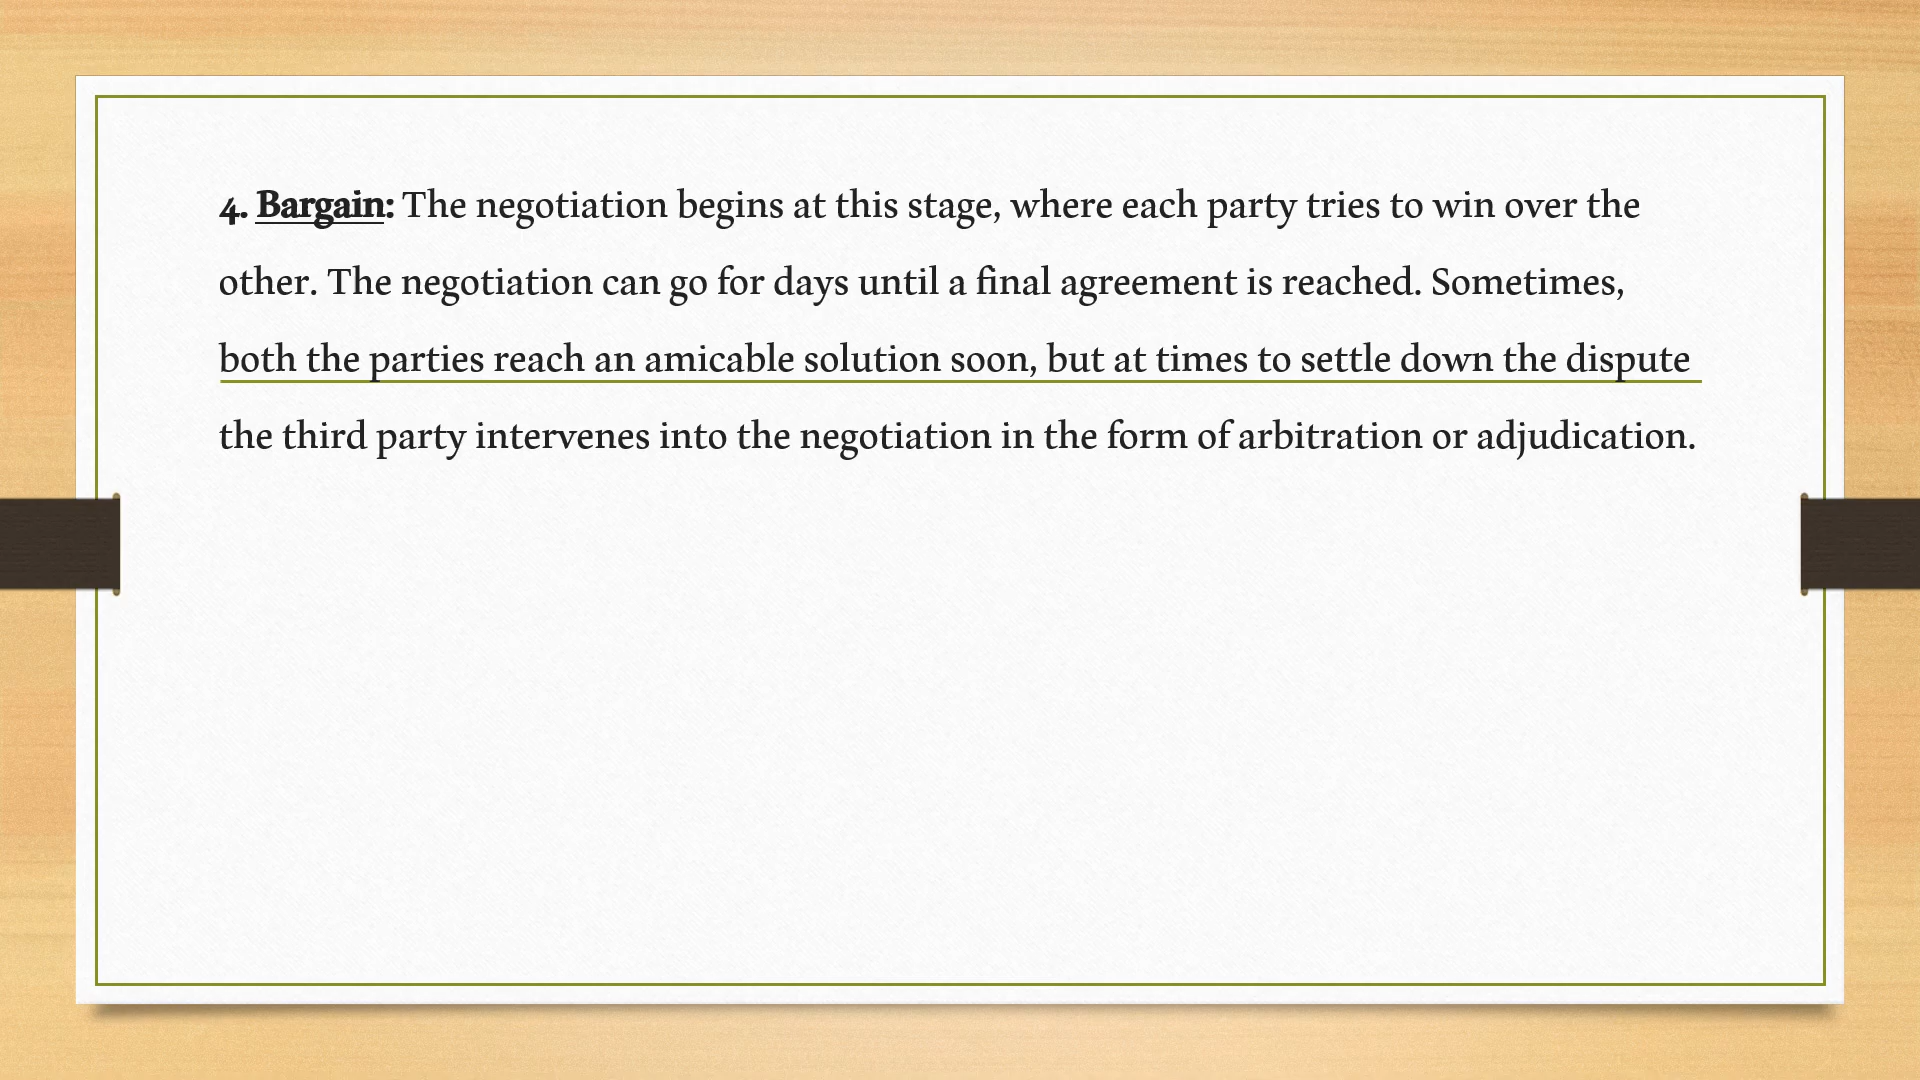 4. Bargain: The negotiation begins at this stage, where each party tries to win over the
other. The negotiation can go for days until a final agreement is reached. Sometimes,
both the parties reach an amicable solution soon, but at times to settle down the dispute
the third party intervenes into the negotiation in the form of arbitration or adjudication.